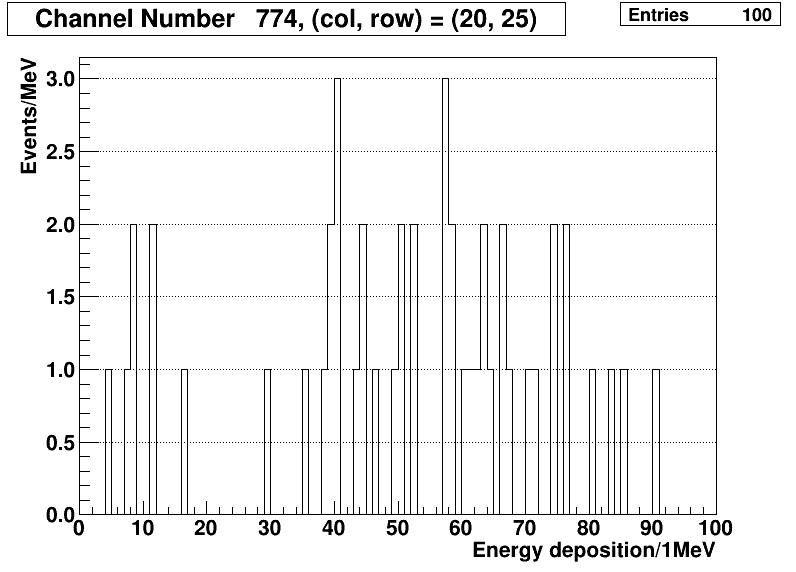 Channel Number 774, (col, row) = (20, 25)
Entries 100
Events/MeV
3.0
2.5
2.0
1.5
1.0
0.5
0.0
0 10 20 30 40 50 60 70 80 90 100
Energy deposition/1MeV